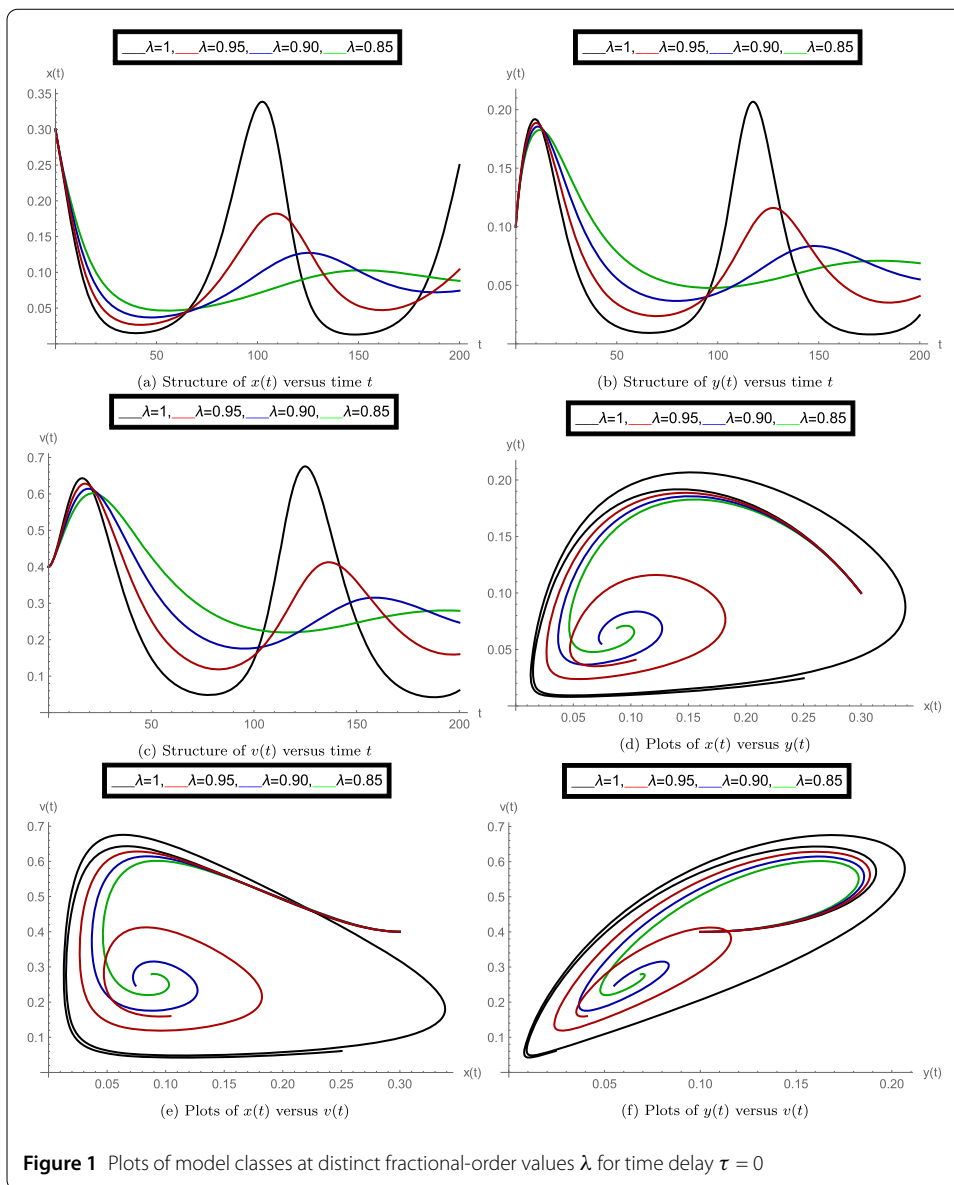 ___λ=1,___λ=0.95,___λ=0.90,___λ=0.85
x(t)
0.35
0.30
0.25
0.20
0.15
0.10
0.05
50 100 150 200 t
(a) Structure of x(t) versus time t
___λ=1,___λ=0.95,___λ=0.90,___λ=0.85
y(t)
0.20
0.15
0.10
0.05
50 100 150 200 t
(b) Structure of y(t) versus time t
___λ=1,___λ=0.95,___λ=0.90,___λ=0.85
v(t)
0.7
0.6
0.5
0.4
0.3
0.2
0.1
50 100 150 200 t
(c) Structure of v(t) versus time t
___λ=1,___λ=0.95,___λ=0.90,___λ=0.85
y(t)
0.20
0.15
0.10
0.05
0.05 0.10 0.15 0.20 0.25 0.30 x(t)
(d) Plots of x(t) versus y(t)
___λ=1,___λ=0.95,___λ=0.90,___λ=0.85
v(t)
0.7
0.6
0.5
0.4
0.3
0.2
0.1
0.05 0.10 0.15 0.20 0.25 0.30 x(t)
(e) Plots of x(t) versus v(t)
___λ=1,___λ=0.95,___λ=0.90,___λ=0.85
v(t)
0.7
0.6
0.5
0.4
0.3
0.2
0.1
0.05 0.10 0.15 0.20 y(t)
(f) Plots of y(t) versus v(t)
Figure 1 Plots of model classes at distinct fractional-order values λ for time delay τ = 0